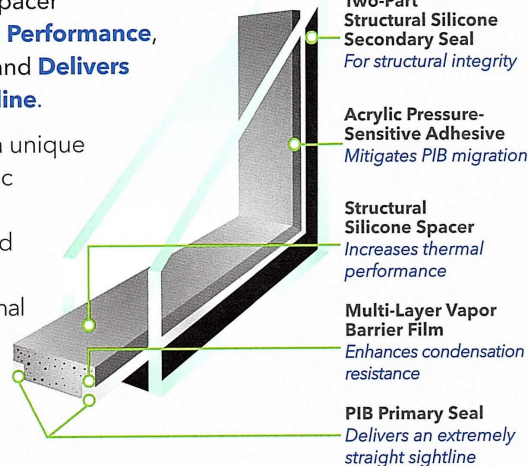 Performance,
and Delivers
line.
a unique
Two-Part
Structural Silicone
Secondary Seal
For structural integrity
Acrylic Pressure-
Sensitive Adhesive
Mitigates PIB migration
Structural
Silicone Spacer
Increases thermal
performance
Multi-Layer Vapor
Barrier Film
Enhances condensation
resistance
PIB Primary Seal
Delivers an extremely
straight sightline